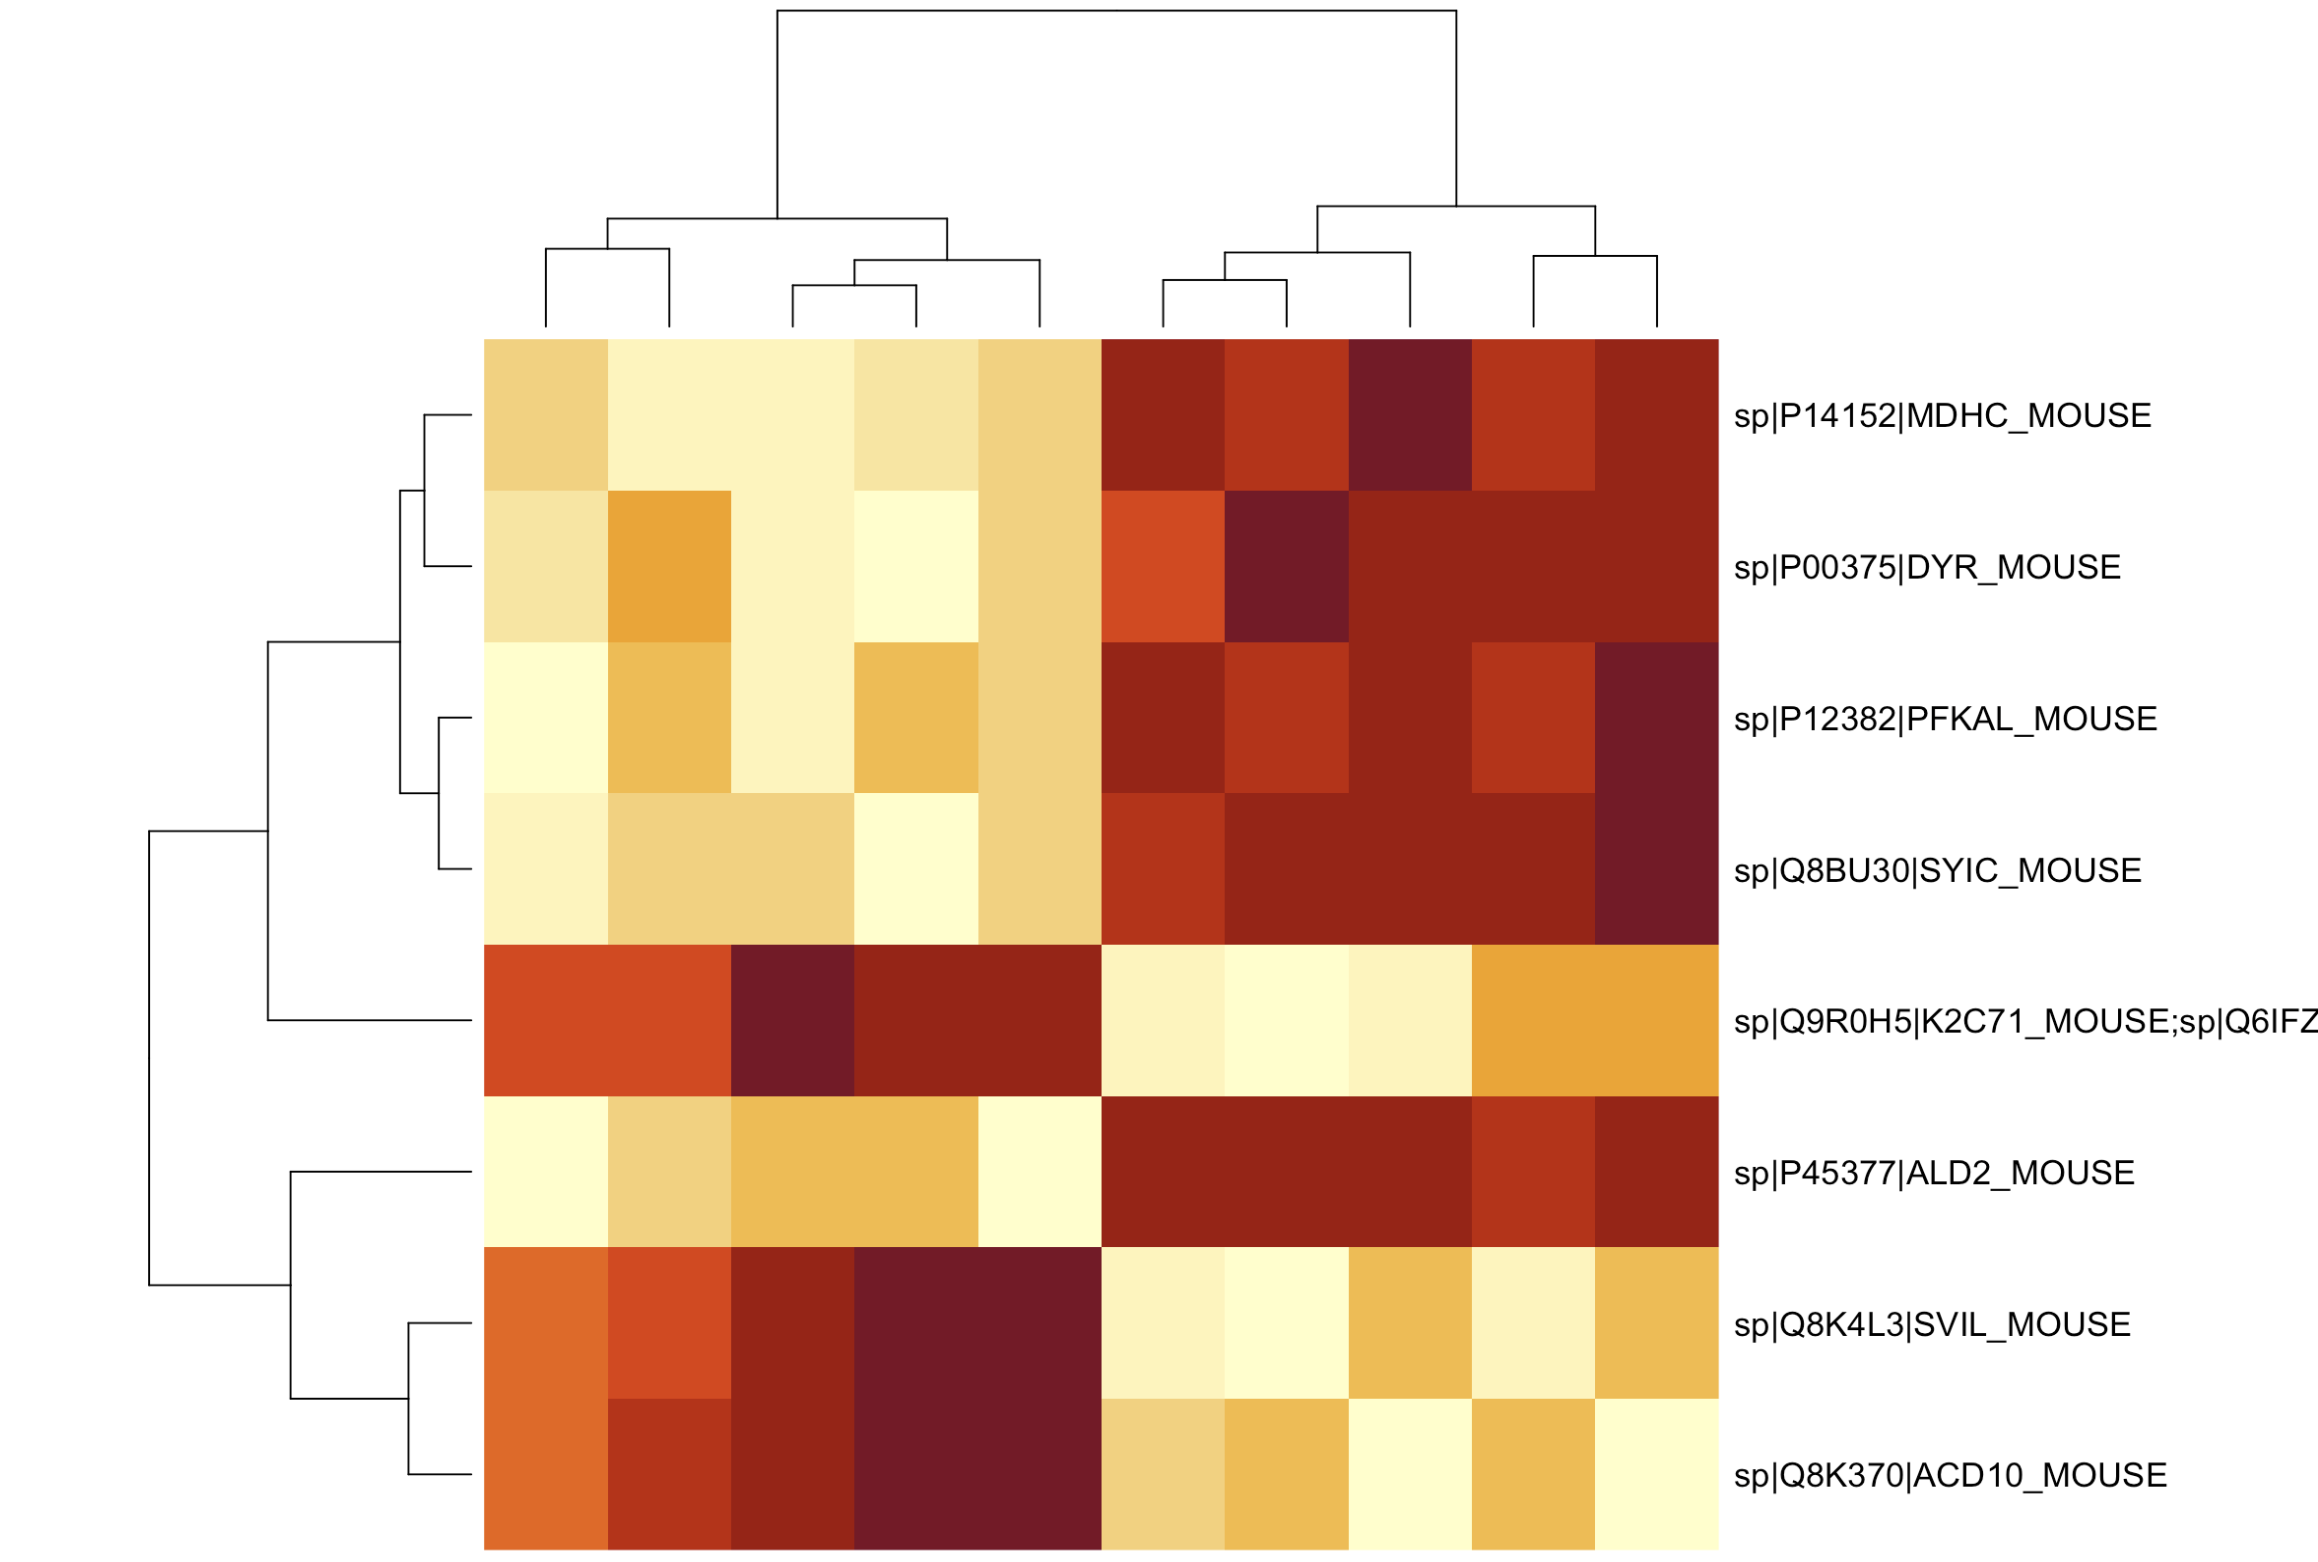 sp|P14152|MDHC_MOUSE
sp|P00375|DYR_MOUSE
sp|P12382|PFKAL_MOUSE
sp|Q8BU30|SYIC_MOUSE
sp|Q9R0H5|K2C71_MOUSE;sp|Q6IFZ
sp|P45377|ALD2_MOUSE
sp|Q8K4L3|SVIL_MOUSE
sp|Q8K370|ACD10_MOUSE